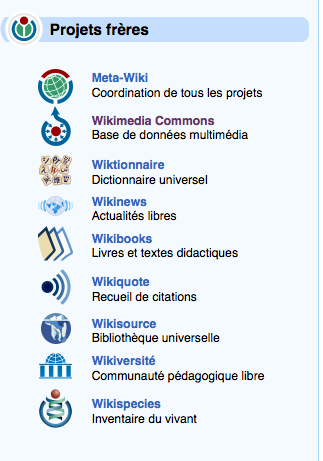 Projets frères
Meta-Wiki
Coordination de tous les projets
Wikimedia Commons
Base de données multimédia
Wiktionnaire
Dictionnaire universel
Wikinews
Actualités libres
Wikibooks
Livres et textes didactiques
Wikiquote
Recueil de citations
Wikisource
Bibliothèque universelle
Wikiversité
Communauté pédagogique libre
Wikispecies
Inventaire du vivant